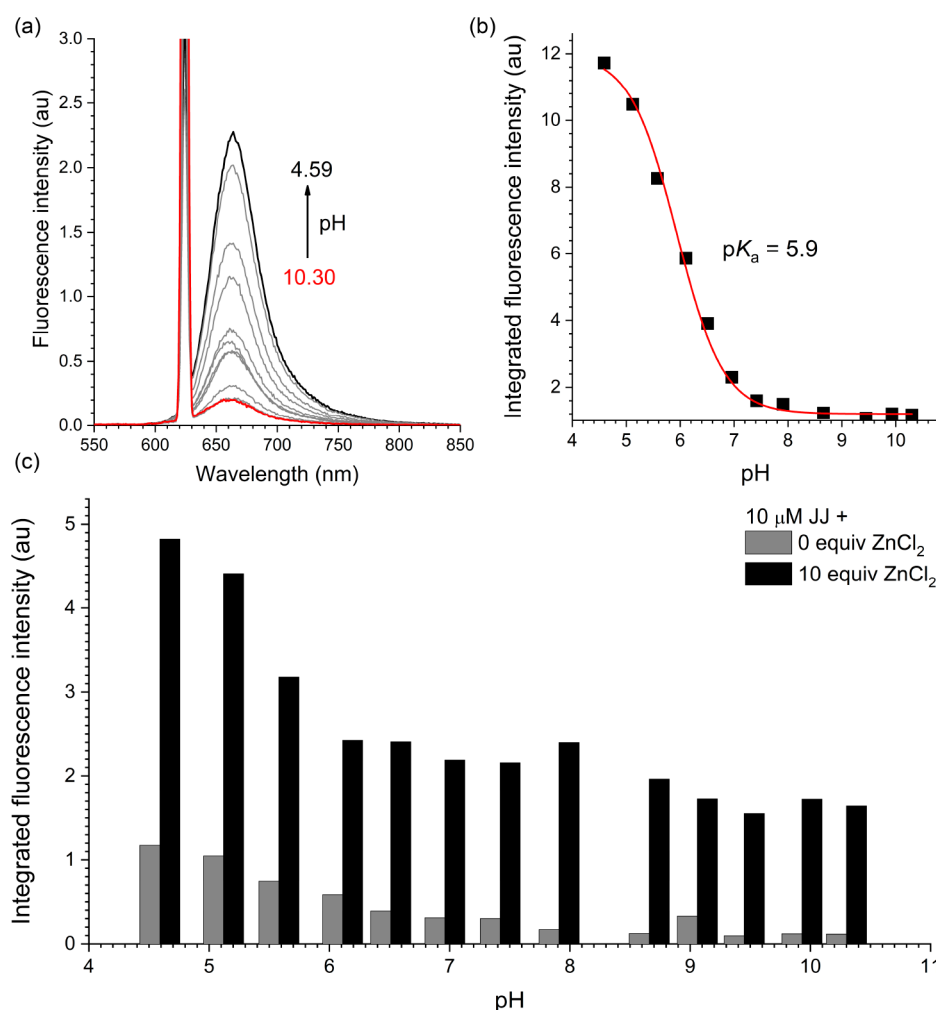 (a)
3.0
2.5
2.0
1.5
1.0
0.5
0.0
Fluorescence intensity (au)
4.59
pH
10.30
550 600 650 700 750 800 850
Wavelength (nm)
(b)
12
10
8
6
4
2
Integrated fluorescence intensity (au)
pKa = 5.9
4 5 6 7 8 9 10
pH
(c)
5
4
3
2
1
0
Integrated fluorescence intensity (au)
10 μM JJ +
0 equiv ZnCl2
10 equiv ZnCl2
4 5 6 7 8 9 10 11
pH